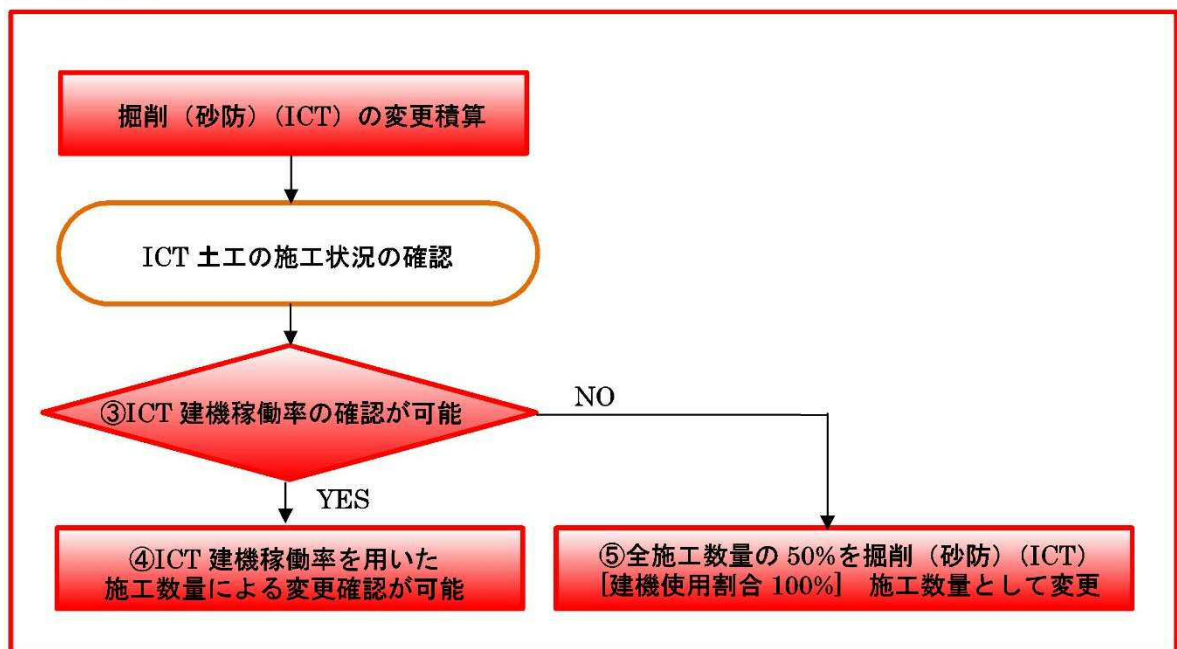 掘削（砂防）(ICT) の変更積算
ICT 土工の施工状況の確認
③ICT 建機稼働率の確認が可能
NO
YES
④ICT 建機稼働率を用いた
施工数量による変更確認が可能
⑤全施工数量の 50%を掘削（砂防）(ICT)
[建機使用割合 100%]　施工数量として変更